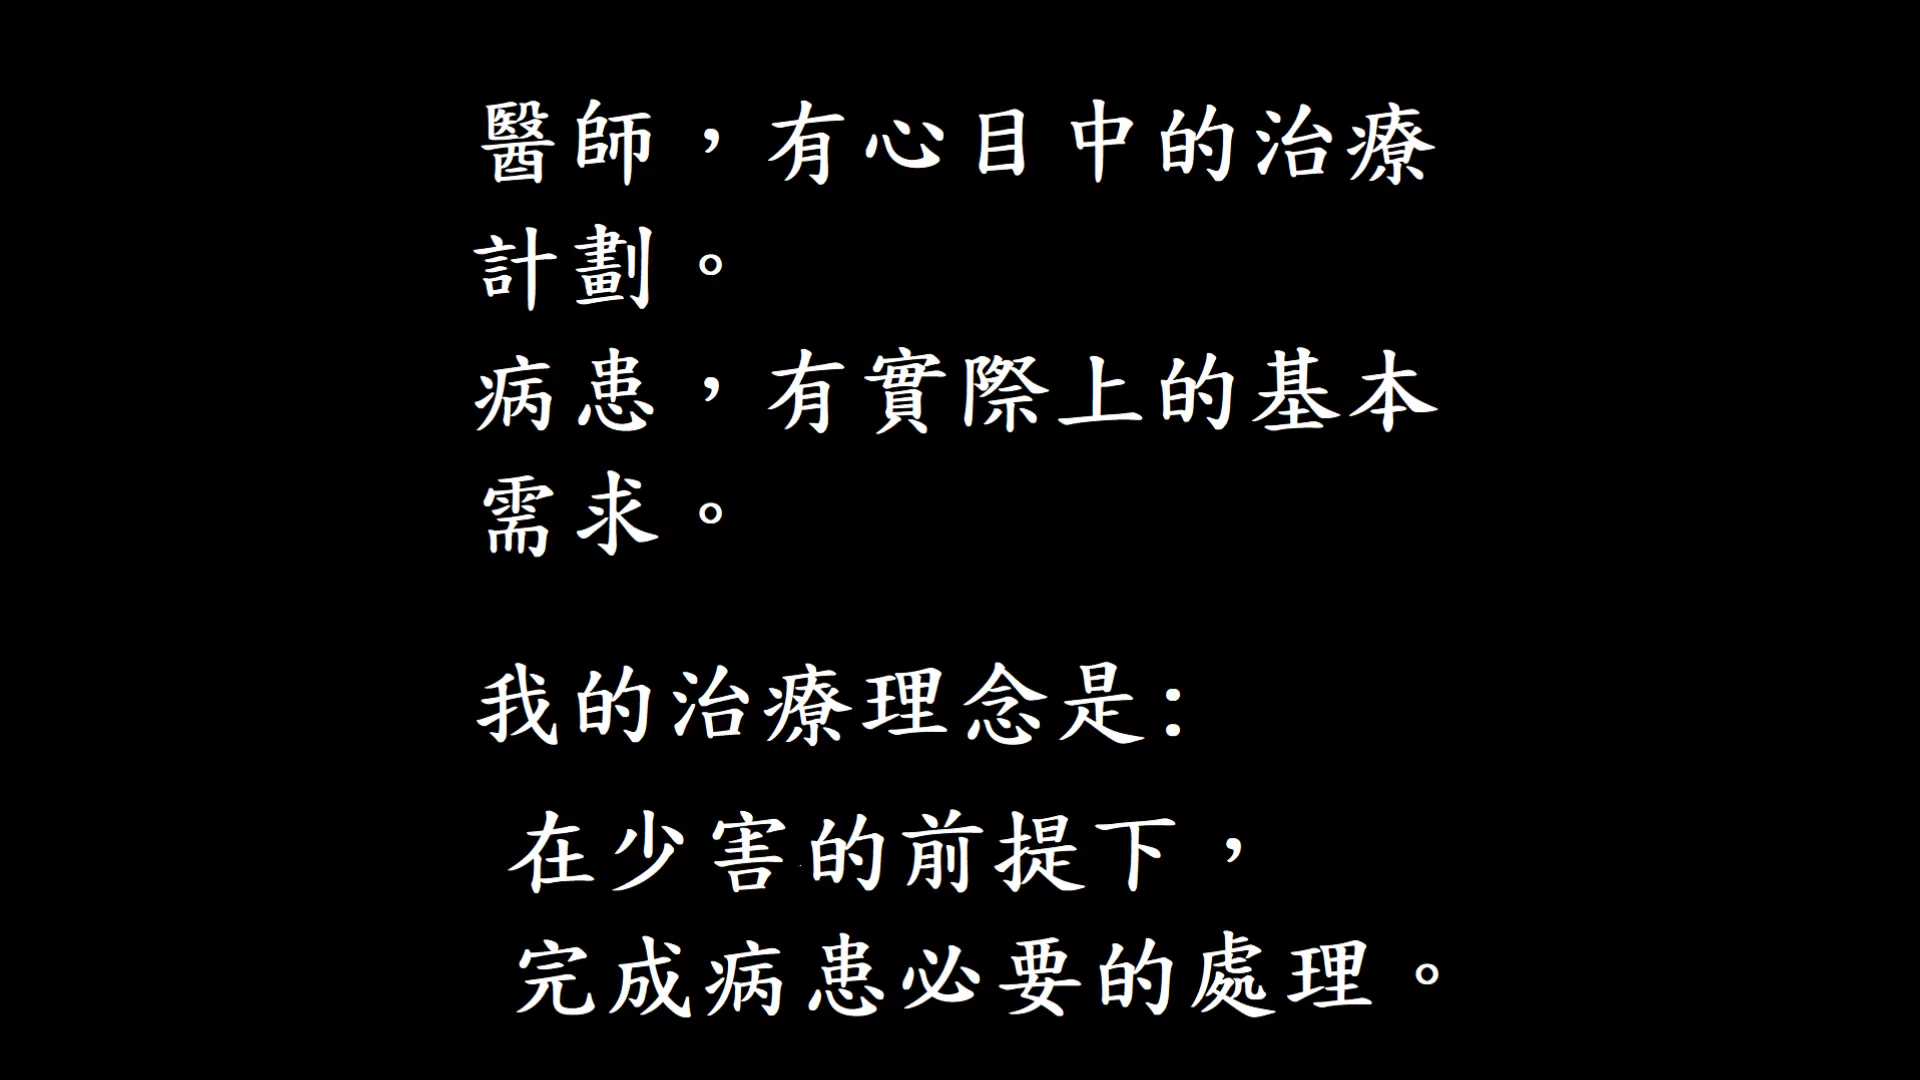 醫師，有心目中的治療
計劃。
病患，有實際上的基本
需求。
我的治療理念是:
在少害的前提下，
完成病患必要的處理。